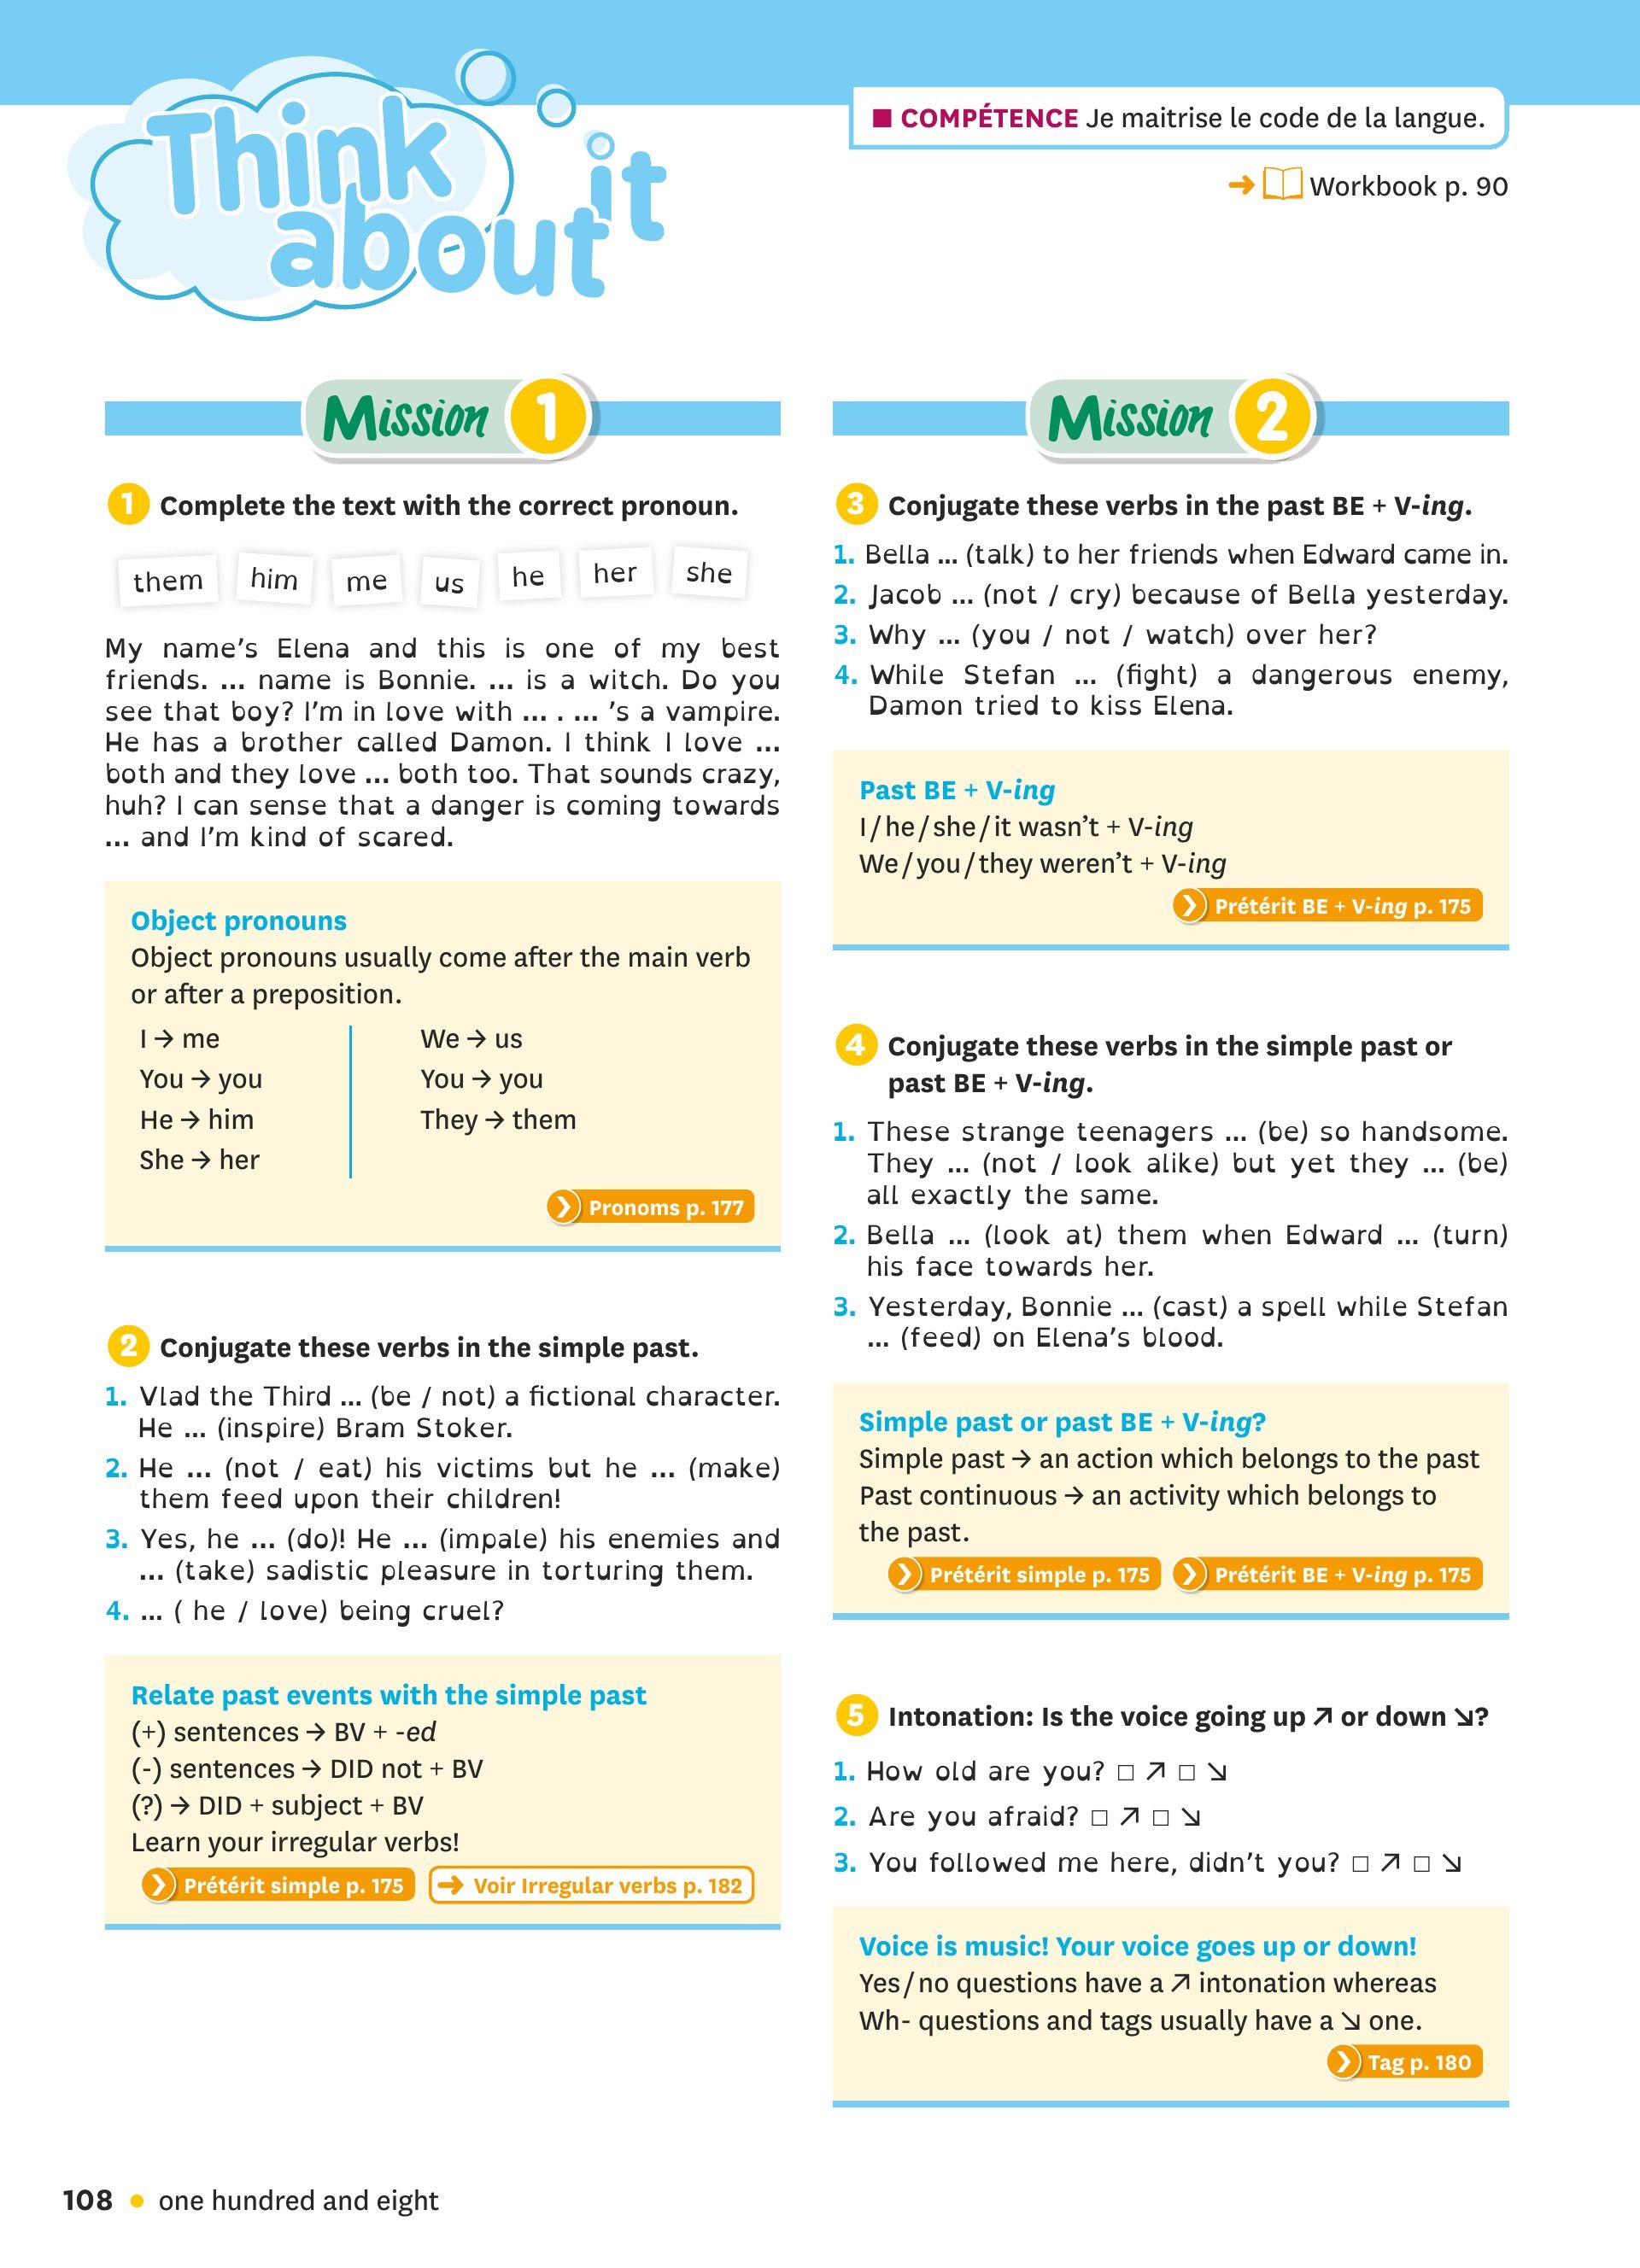 Think
about it
■ COMPÉTENCE Je maitrise le code de la langue.
➜ Workbook p. 90
Mission 1
1 Complete the text with the correct pronoun.
them him me us he her she
My name's Elena and this is one of my best
friends. ... name is Bonnie. ... is a witch. Do you
see that boy? I'm in love with ... . ... 's a vampire.
He has a brother called Damon. I think I love ...
both and they love ... both too. That sounds crazy,
huh? I can sense that a danger is coming towards
... and I'm kind of scared.
Object pronouns
Object pronouns usually come after the main verb
or after a preposition.
I → me
You → you
He → him
She → her
We → us
You → you
They → them
Pronoms p. 177
2 Conjugate these verbs in the simple past.
1. Vlad the Third ... (be / not) a fictional character.
He ... (inspire) Bram Stoker.
2. He ... (not / eat) his victims but he ... (make)
them feed upon their children!
3. Yes, he ... (do)! He ... (impale) his enemies and
... (take) sadistic pleasure in torturing them.
4. ... ( he / love) being cruel?
Relate past events with the simple past
(+) sentences → BV + -ed
(-) sentences → DID not + BV
(?) → DID + subject + BV
Learn your irregular verbs!
Prétérit simple p. 175 ➜ Voir Irregular verbs p. 182
Mission 2
3 Conjugate these verbs in the past BE + V-ing.
1. Bella ... (talk) to her friends when Edward came in.
2. Jacob ... (not / cry) because of Bella yesterday.
3. Why ... (you / not / watch) over her?
4. While Stefan ... (fight) a dangerous enemy,
Damon tried to kiss Elena.
Past BE + V-ing
I / he / she / it wasn't + V-ing
We / you / they weren't + V-ing
Prétérit BE + V-ing p. 175
4 Conjugate these verbs in the simple past or
past BE + V-ing.
1. These strange teenagers ... (be) so handsome.
They ... (not / look alike) but yet they ... (be)
all exactly the same.
2. Bella ... (look at) them when Edward ... (turn)
his face towards her.
3. Yesterday, Bonnie ... (cast) a spell while Stefan
... (feed) on Elena's blood.
Simple past or past BE + V-ing?
Simple past → an action which belongs to the past
Past continuous → an activity which belongs to
the past.
Prétérit simple p. 175 Prétérit BE + V-ing p. 175
5 Intonation: Is the voice going up ↗ or down ↘?
1. How old are you? □ ↗ □ ↘
2. Are you afraid? □ ↗ □ ↘
3. You followed me here, didn't you? □ ↗ □ ↘
Voice is music! Your voice goes up or down!
Yes / no questions have a ↗ intonation whereas
Wh- questions and tags usually have a ↘ one.
Tag p. 180
108 • one hundred and eight